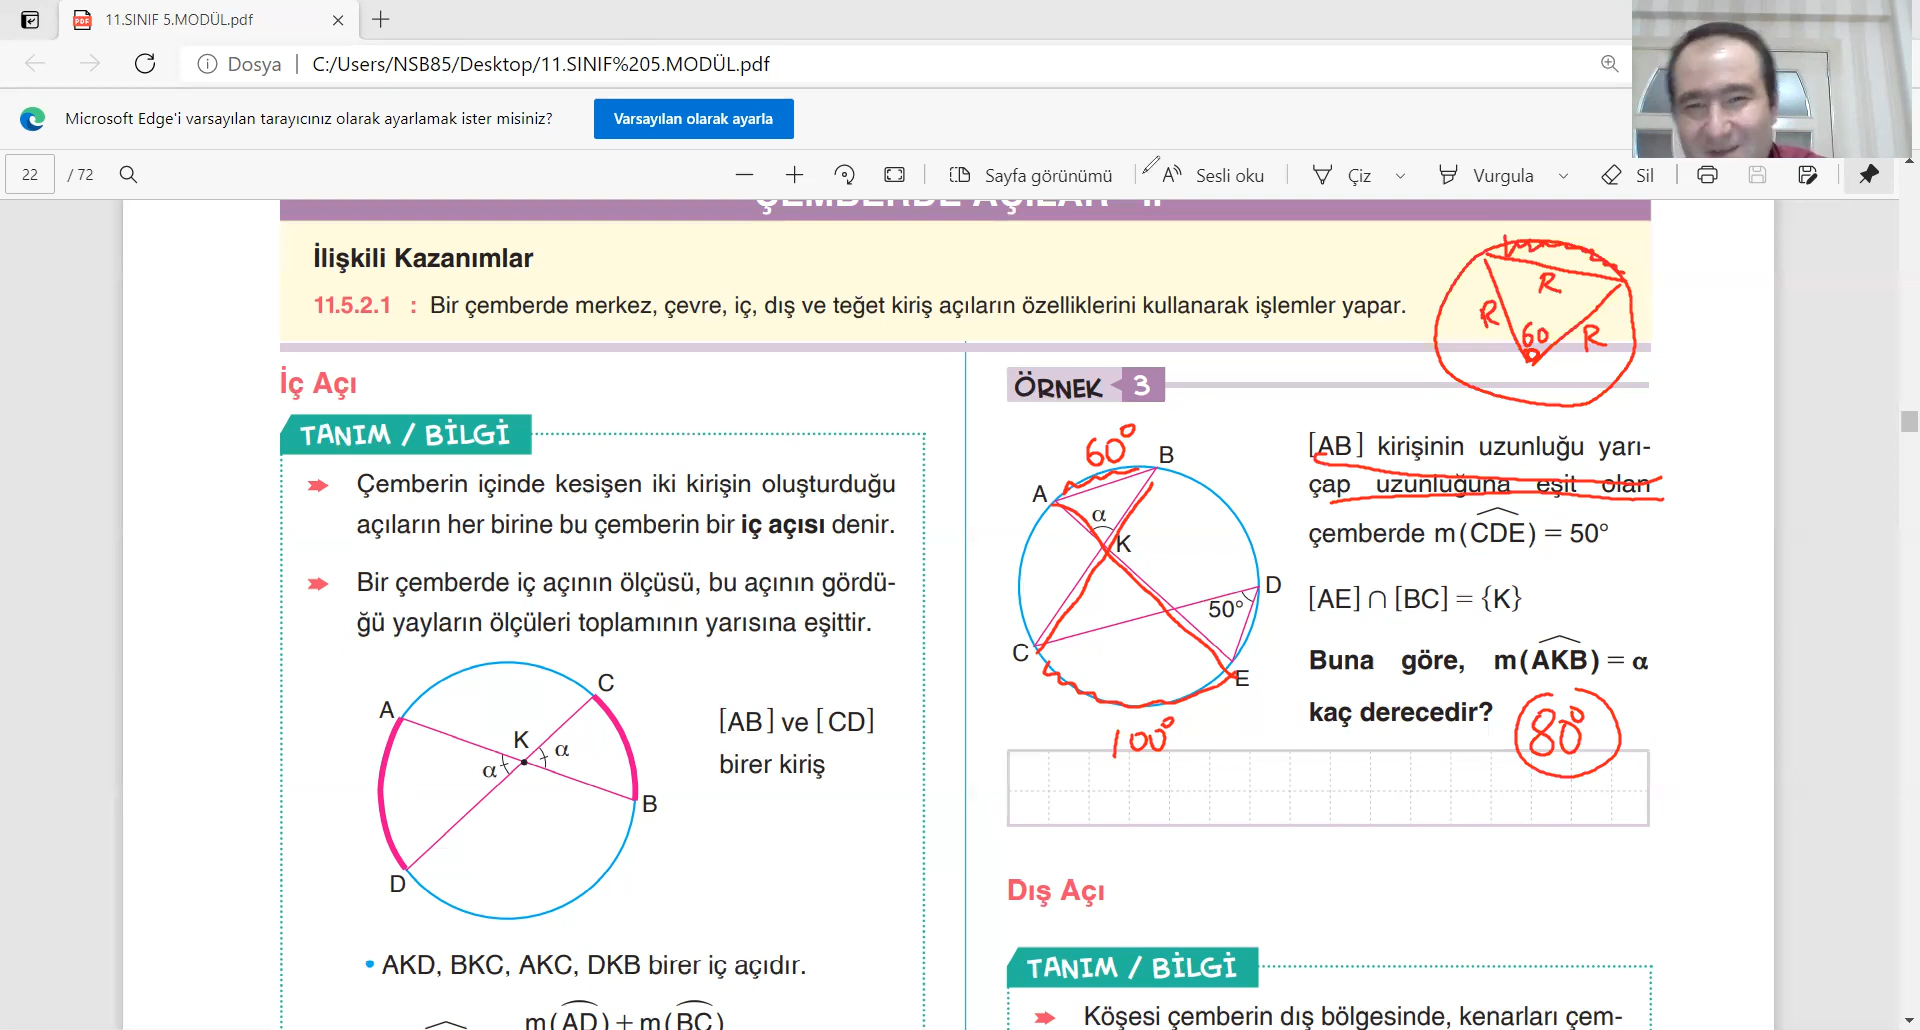 11.SINIF 5.MODÜL.pdf
Dosya | C:/Users/NSB85/Desktop/11.SINIF%205.MODÜL.pdf
Microsoft Edge'i varsayılan tarayıcınız olarak ayarlamak ister misiniz? Varsayılan olarak ayarla
22 / 72 Sayfa görünümü Sesli oku Çiz Vurgula Sil
ÇEMBERDE AÇILAR - II
İlişkili Kazanımlar
11.5.2.1 : Bir çemberde merkez, çevre, iç, dış ve teğet kiriş açıların özelliklerini kullanarak işlemler yapar.
R
R
60
R
İç Açı
TANIM / BİLGİ
Çemberin içinde kesişen iki kirişin oluşturduğu
açıların her birine bu çemberin bir iç açısı denir.
Bir çemberde iç açının ölçüsü, bu açının gördü-
ğü yayların ölçüleri toplamının yarısına eşittir.
A
C
K
α
α
B
D
[AB] ve [CD]
birer kiriş
• AKD, BKC, AKC, DKB birer iç açıdır.
m(AD) + m(BC)
ÖRNEK 3
60°
B
A
α
K
D
50°
C
E
100°
[AB] kirişinin uzunluğu yarı-
çap uzunluğuna eşit olan
çemberde m(CDE) = 50°
[AE] ∩ [BC] = {K}
Buna göre, m(AKB) = α
kaç derecedir?
80°
Dış Açı
TANIM / BİLGİ
Köşesi çemberin dış bölgesinde, kenarları çem-